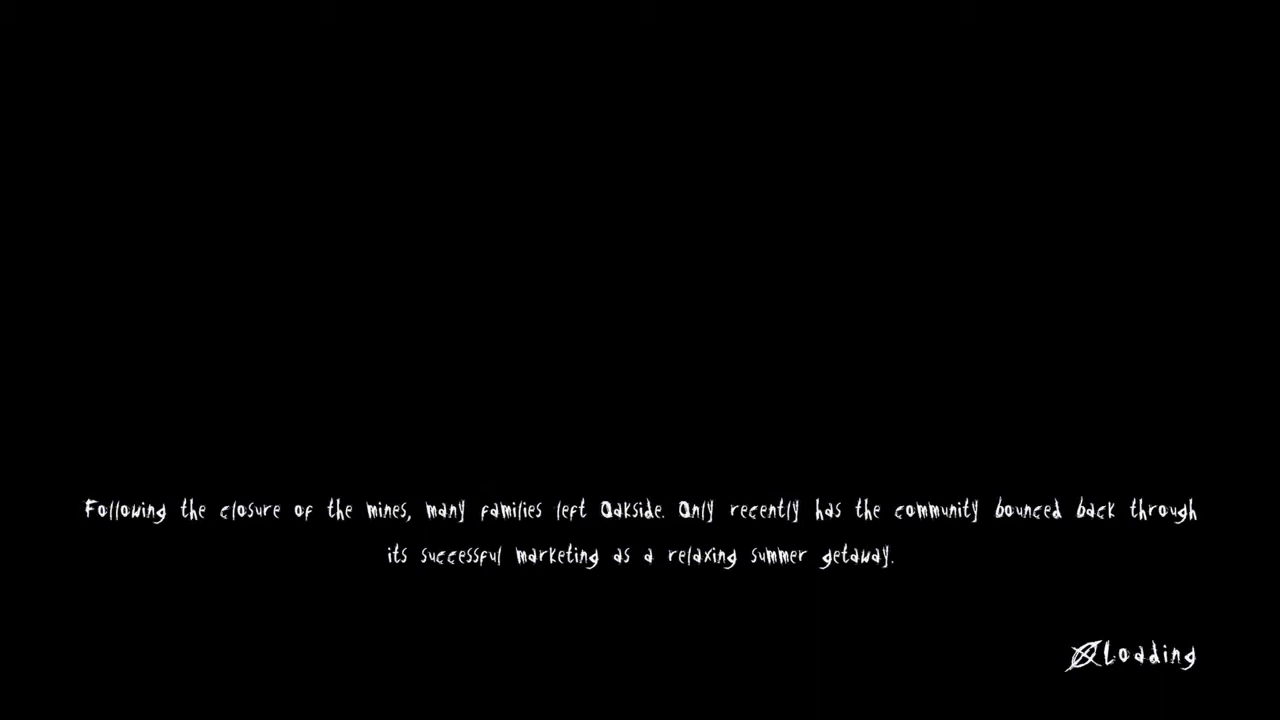 Following the closure of the mines, many families left Oakside. Only recently has the community bounced back through
its successful marketing as a relaxing summer getaway.
Loading